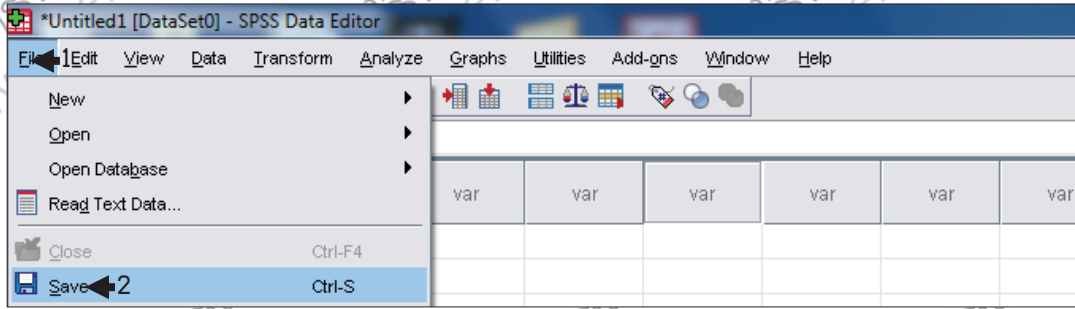 *Untitled1 [DataSet0] - SPSS Data Editor
File 1 Edit View Data Transform Analyze Graphs Utilities Add-ons Window Help
New
Open
Open Database
Read Text Data...
var var var var var var
Close Ctrl-F4
Save 2 Ctrl-S